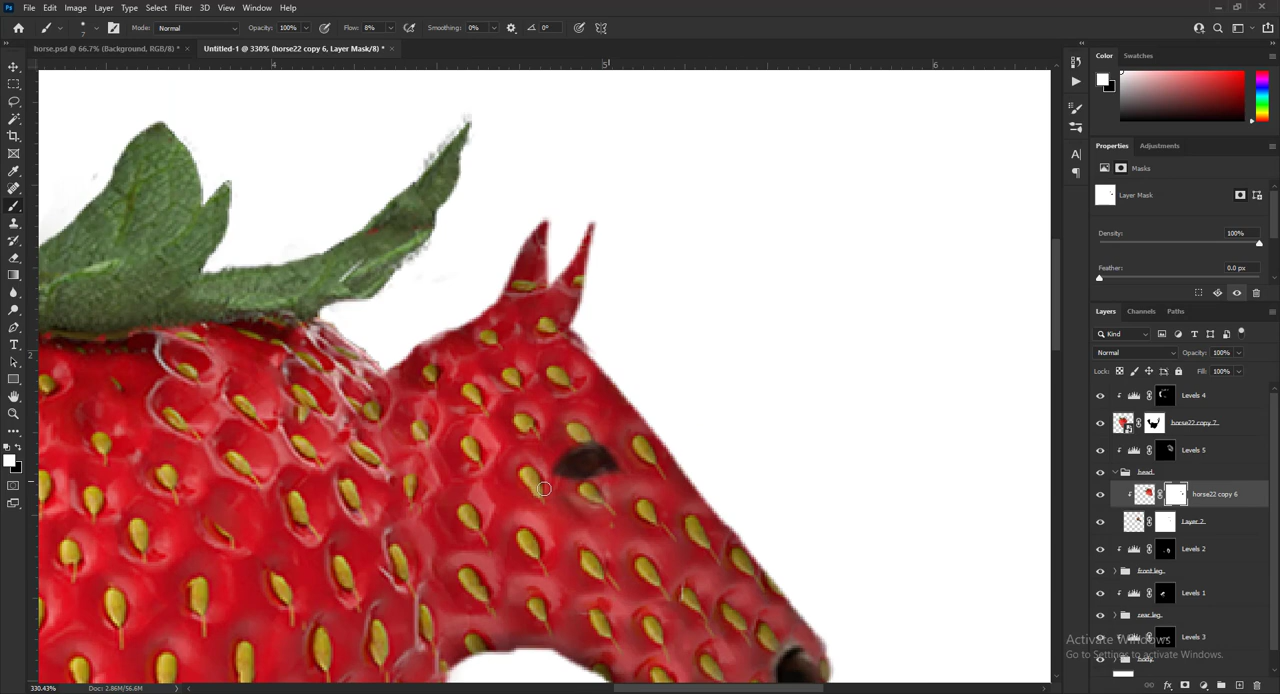 File Edit Image Layer Type Select Filter 3D View Window Help
7 Mode: Normal Opacity: 100% Flow: 8% Smoothing: 0% 0°
horse.psd @ 66.7% (Background, RGB/8) * × Untitled-1 @ 330% (horse22 copy 6, Layer Mask/8) * ×
4 5 6
2
Color Swatches
Properties Adjustments
Masks
Layer Mask
Density: 100%
Feather: 0.0 px
Layers Channels Paths
Kind
Normal Opacity: 100%
Lock: Fill: 100%
Levels 4
horse22 copy 7
Levels 5
head
horse22 copy 6
Layer 2
Levels 2
front leg
Levels 1
rear leg
Levels 3
body
Activate Windows
Go to Settings to activate Windows.
330.43% Doc: 2.86M/56.6M